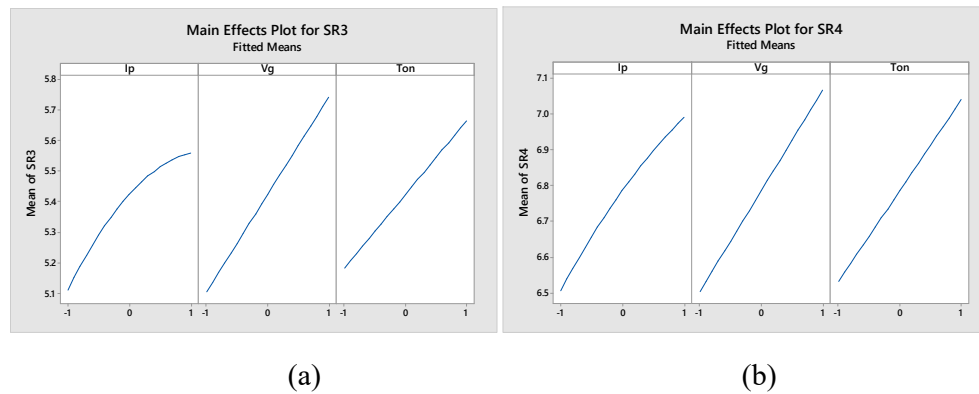 Main Effects Plot for SR3
Fitted Means
Ip Vg Ton
Mean of SR3
5.8
5.7
5.6
5.5
5.4
5.3
5.2
5.1
-1 0 1 -1 0 1 -1 0 1
(a)
Main Effects Plot for SR4
Fitted Means
Ip Vg Ton
Mean of SR4
7.1
7.0
6.9
6.8
6.7
6.6
6.5
-1 0 1 -1 0 1 -1 0 1
(b)